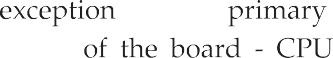 exception primary
of the board - CPU